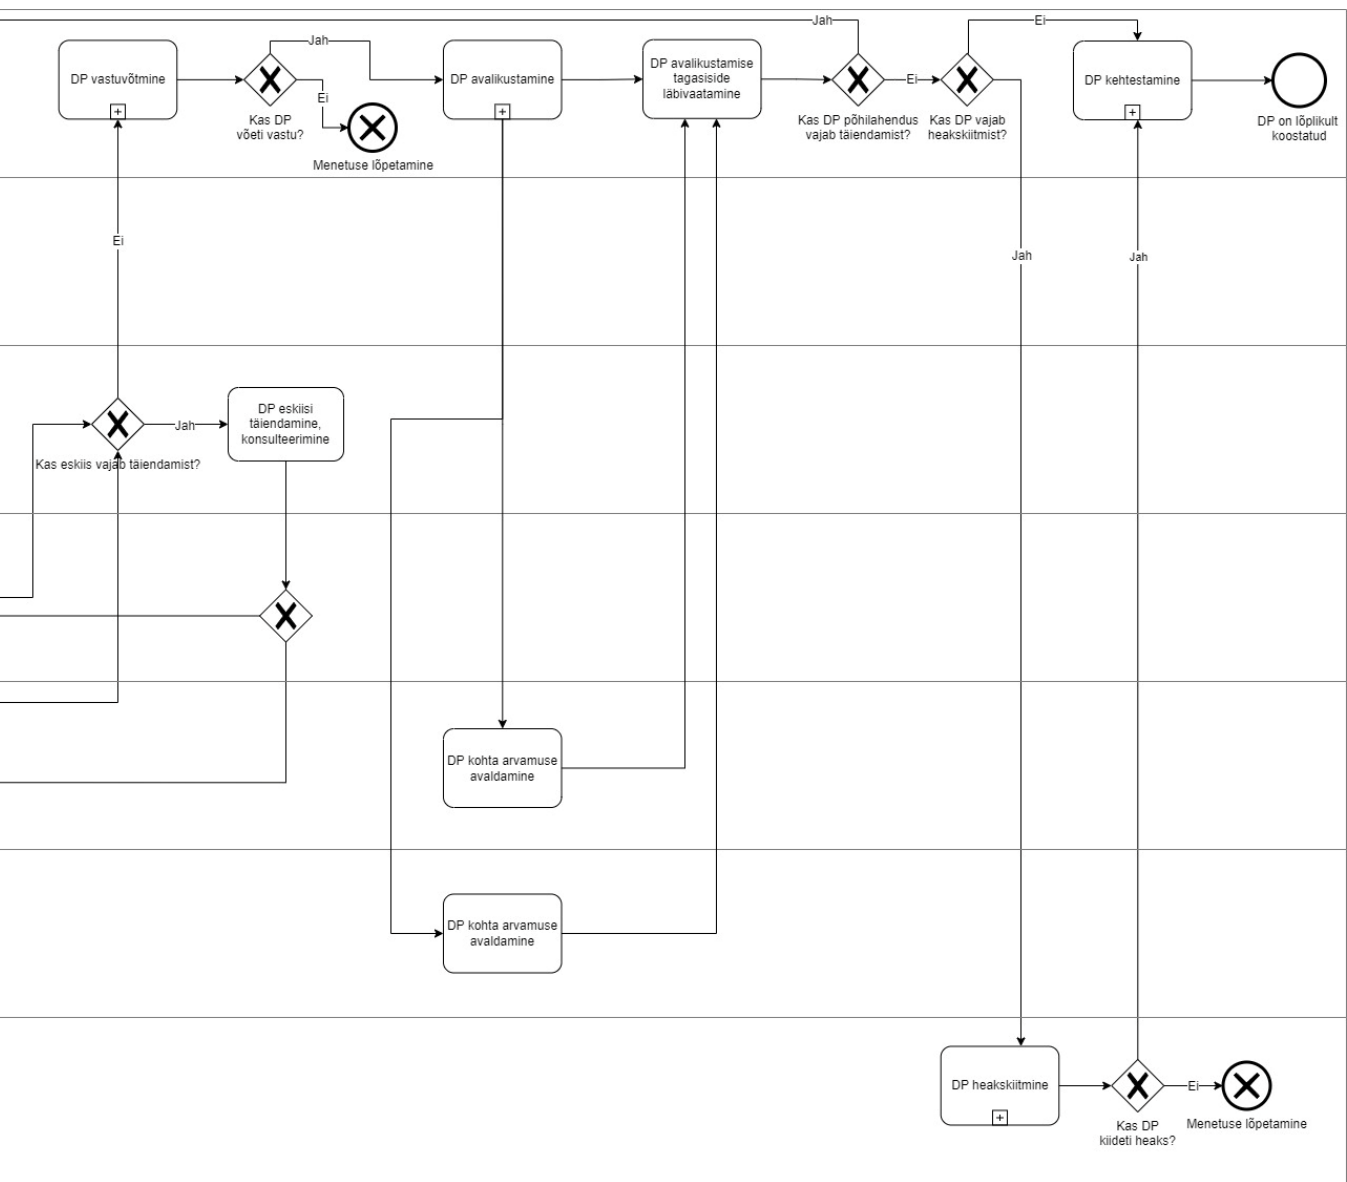 Jah
Ei
DP vastuvõtmine
Jah
Ei
Kas DP
võeti vastu?
Menetuse lõpetamine
DP avalikustamine
DP avalikustamise
tagasiside
läbivaatamine
Kas DP põhilahendus
vajab täiendamist?
Ei
Kas DP vajab
heakskiitmist?
DP kehtestamine
DP on lõplikult
koostatud
Ei
Jah
Jah
Kas eskiis vajab täiendamist?
Jah
DP eskiisi
täiendamine,
konsulteerimine
DP kohta arvamuse
avaldamine
DP kohta arvamuse
avaldamine
DP heakskiitmine
Kas DP
kiideti heaks?
Ei
Menetuse lõpetamine